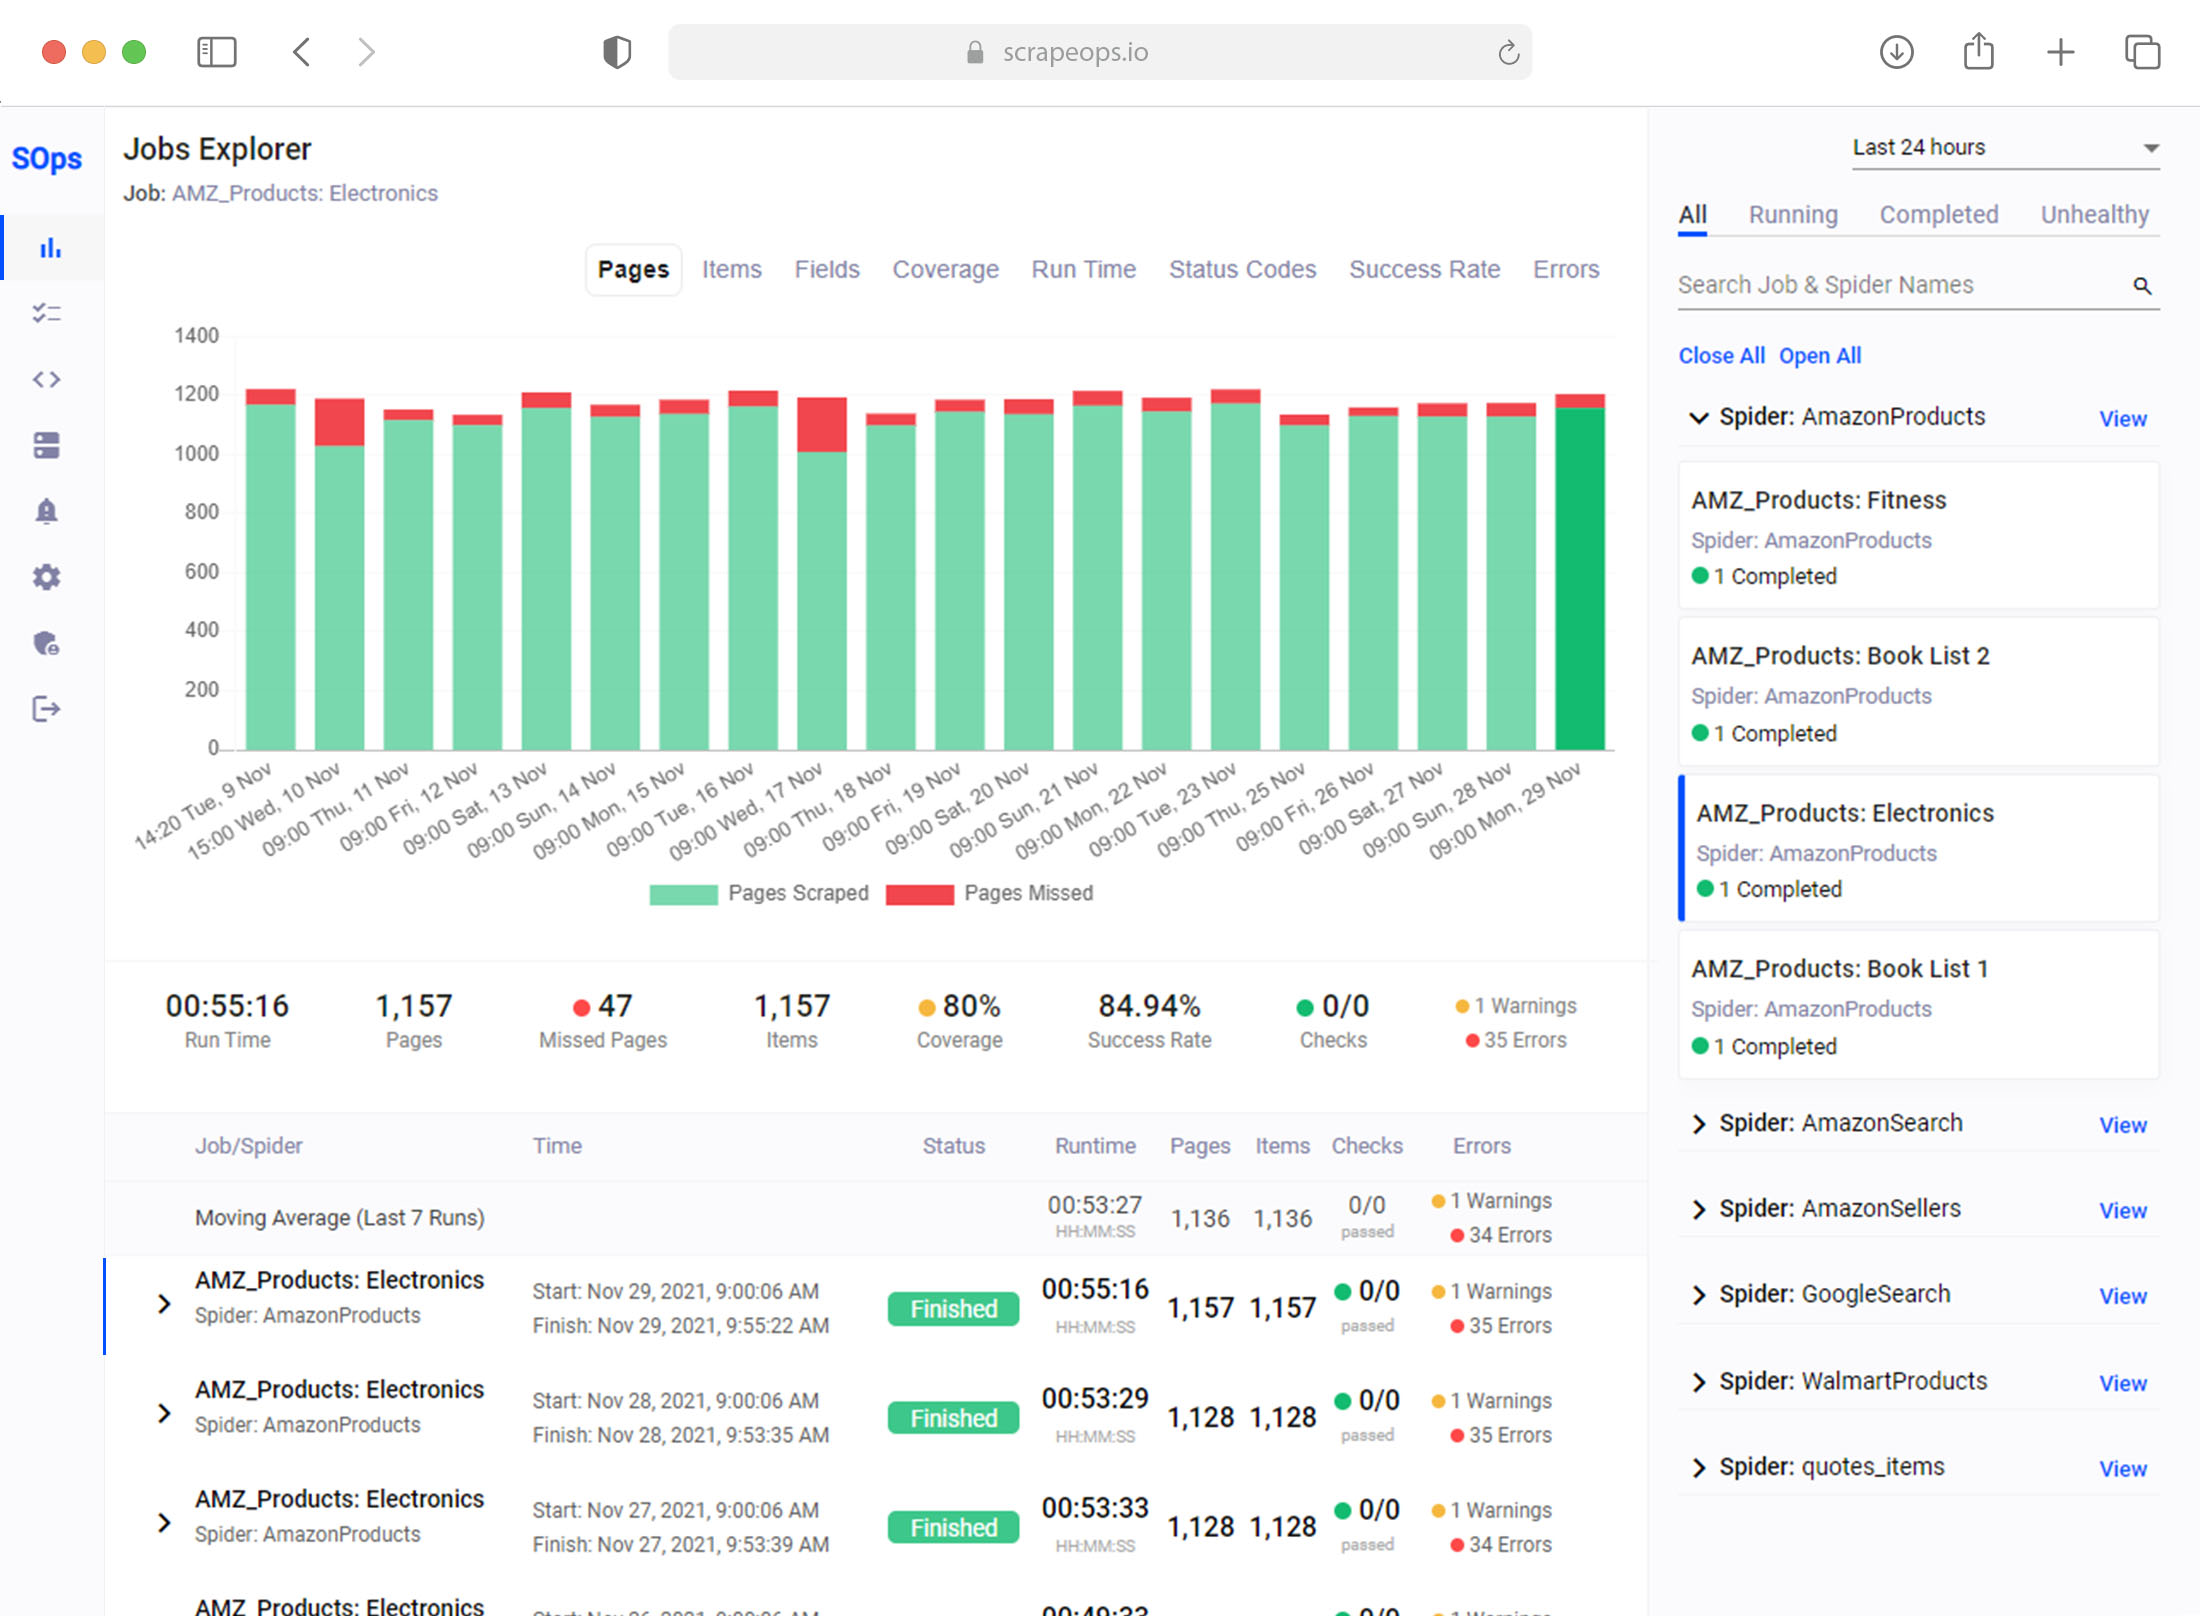 scrapeops.io
SOps
Jobs Explorer
Job: AMZ_Products: Electronics
Pages Items Fields Coverage Run Time Status Codes Success Rate Errors
1400
1200
1000
800
600
400
200
0
14:20 Tue, 9 Nov
15:00 Wed, 10 Nov
09:00 Thu, 11 Nov
09:00 Fri, 12 Nov
09:00 Sat, 13 Nov
09:00 Sun, 14 Nov
09:00 Mon, 15 Nov
09:00 Tue, 16 Nov
09:00 Wed, 17 Nov
09:00 Thu, 18 Nov
09:00 Fri, 19 Nov
09:00 Sat, 20 Nov
09:00 Sun, 21 Nov
09:00 Mon, 22 Nov
09:00 Tue, 23 Nov
09:00 Thu, 25 Nov
09:00 Fri, 26 Nov
09:00 Sat, 27 Nov
09:00 Sun, 28 Nov
09:00 Mon, 29 Nov
Pages Scraped Pages Missed
00:55:16 1,157 47 1,157 80% 84.94% 0/0 1 Warnings
Run Time Pages Missed Pages Items Coverage Success Rate Checks 35 Errors
Job/Spider Time Status Runtime Pages Items Checks Errors
Moving Average (Last 7 Runs) 00:53:27 1,136 1,136 0/0 1 Warnings
HH:MM:SS passed 34 Errors
AMZ_Products: Electronics Start: Nov 29, 2021, 9:00:06 AM Finished 00:55:16 1,157 1,157 0/0 1 Warnings
Spider: AmazonProducts Finish: Nov 29, 2021, 9:55:22 AM HH:MM:SS passed 35 Errors
AMZ_Products: Electronics Start: Nov 28, 2021, 9:00:06 AM Finished 00:53:29 1,128 1,128 0/0 1 Warnings
Spider: AmazonProducts Finish: Nov 28, 2021, 9:53:35 AM HH:MM:SS passed 35 Errors
AMZ_Products: Electronics Start: Nov 27, 2021, 9:00:06 AM Finished 00:53:33 1,128 1,128 0/0 1 Warnings
Spider: AmazonProducts Finish: Nov 27, 2021, 9:53:39 AM HH:MM:SS passed 34 Errors
AMZ_Products: Electronics
Last 24 hours
All Running Completed Unhealthy
Search Job & Spider Names
Close All Open All
Spider: AmazonProducts View
AMZ_Products: Fitness
Spider: AmazonProducts
1 Completed
AMZ_Products: Book List 2
Spider: AmazonProducts
1 Completed
AMZ_Products: Electronics
Spider: AmazonProducts
1 Completed
AMZ_Products: Book List 1
Spider: AmazonProducts
1 Completed
Spider: AmazonSearch View
Spider: AmazonSellers View
Spider: GoogleSearch View
Spider: WalmartProducts View
Spider: quotes_items View